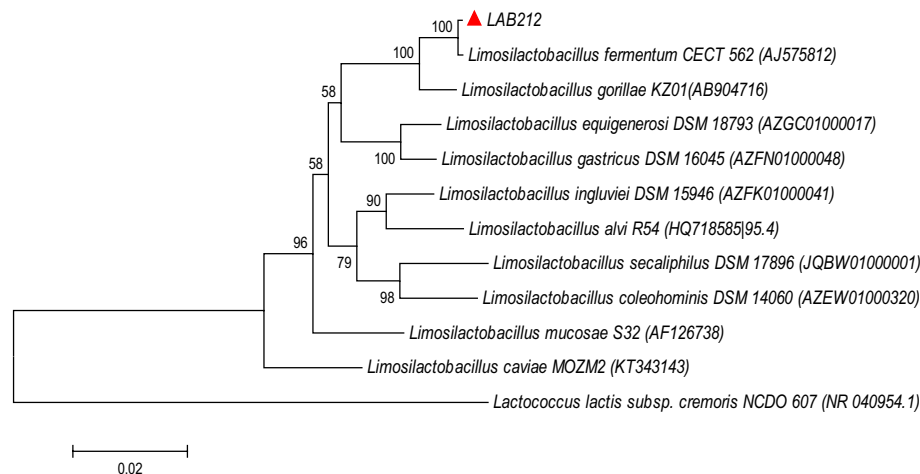 LAB212
100
Limosilactobacillus fermentum CECT 562 (AJ575812)
100
Limosilactobacillus gorillae KZ01(AB904716)
58
Limosilactobacillus equigenerosi DSM 18793 (AZGC01000017)
100
Limosilactobacillus gastricus DSM 16045 (AZFN01000048)
58
Limosilactobacillus ingluviei DSM 15946 (AZFK01000041)
90
Limosilactobacillus alvi R54 (HQ718585|95.4)
96
79
Limosilactobacillus secaliphilus DSM 17896 (JQBW01000001)
98
Limosilactobacillus coleohominis DSM 14060 (AZEW01000320)
Limosilactobacillus mucosae S32 (AF126738)
Limosilactobacillus caviae MOZM2 (KT343143)
Lactococcus lactis subsp. cremoris NCDO 607 (NR 040954.1)
0.02